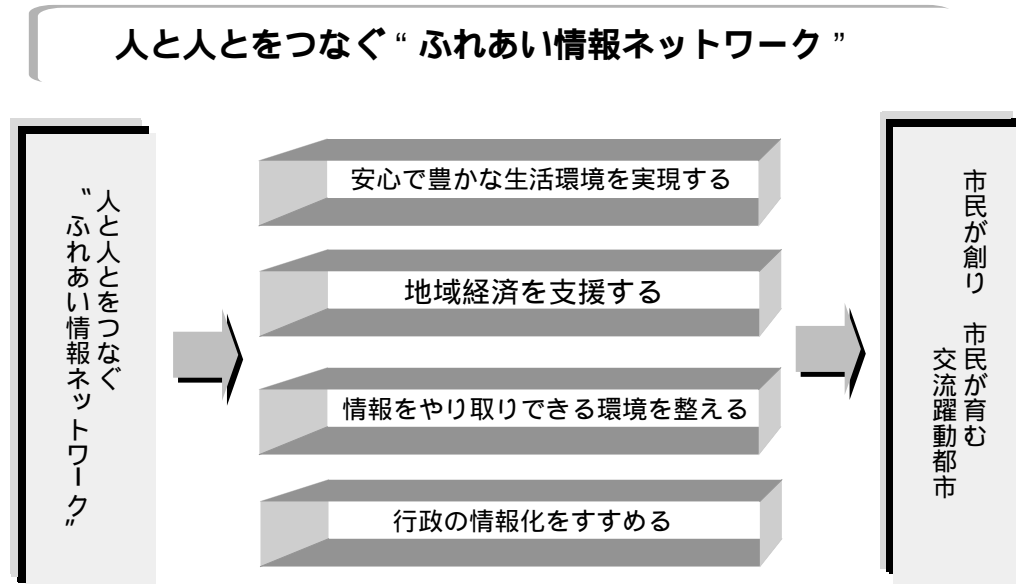 人と人とをつなぐ“ふれあい情報ネットワーク”
人と人とをつなぐ
“ふれあい情報ネットワーク”
安心で豊かな生活環境を実現する
地域経済を支援する
情報をやり取りできる環境を整える
行政の情報化をすすめる
市民が創り　市民が育む
交流躍動都市